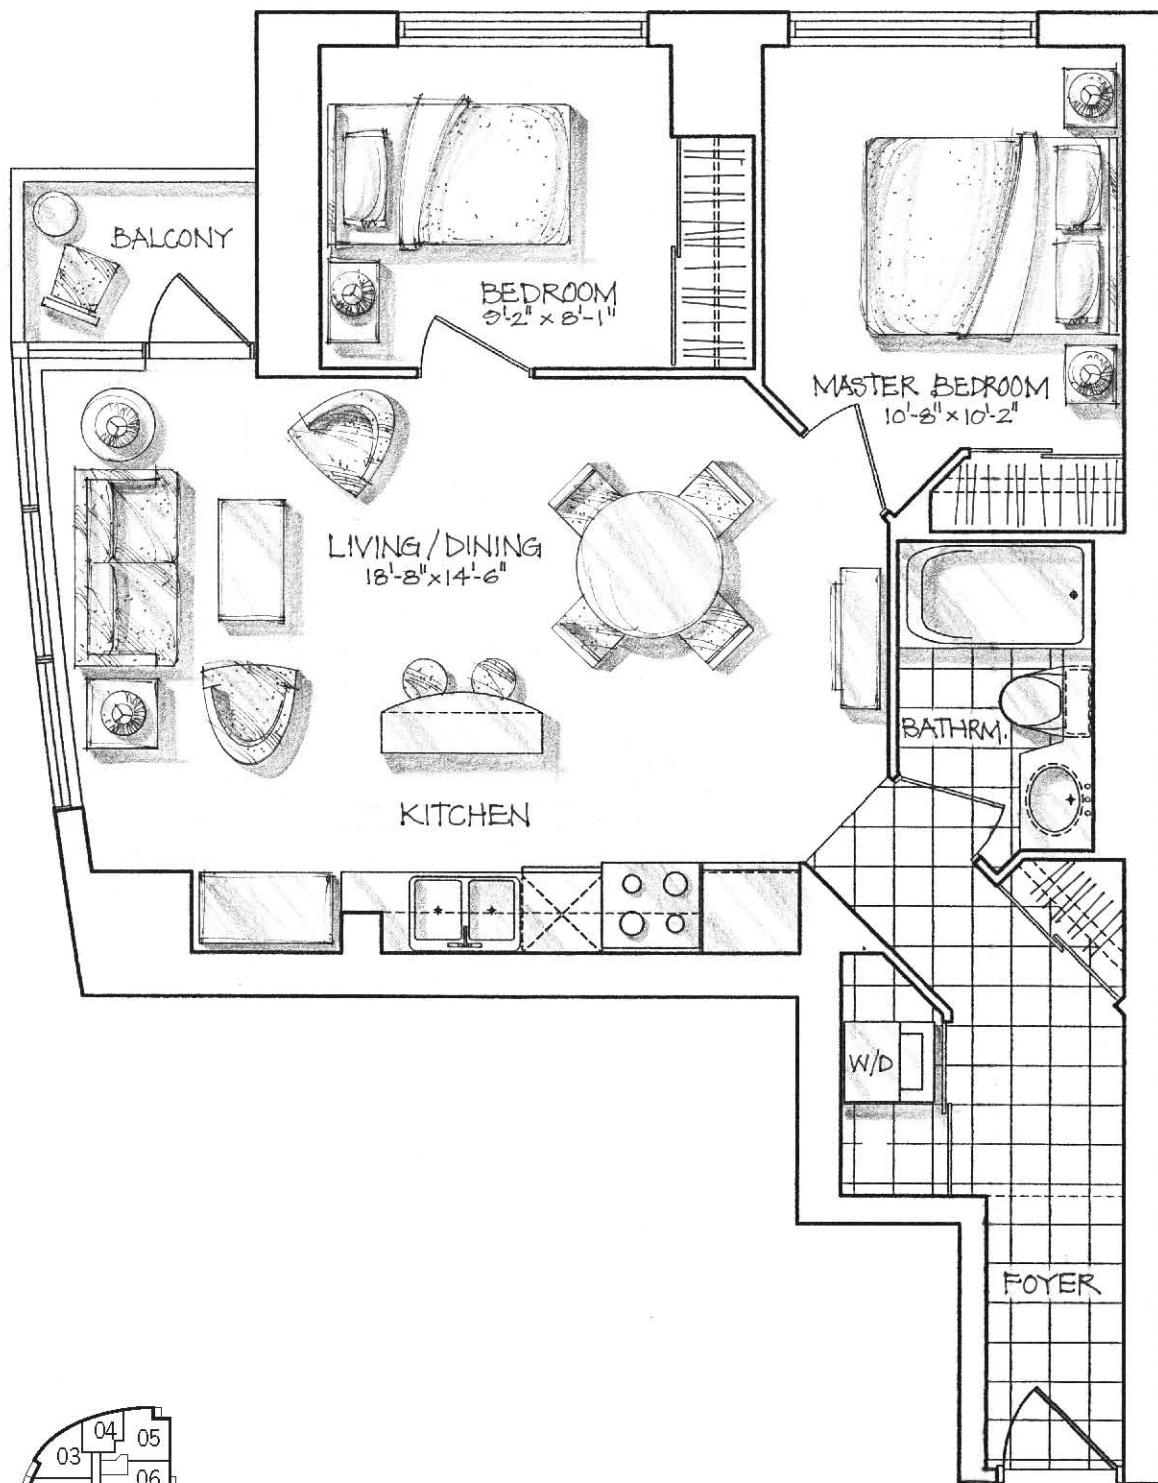 BALCONY
BEDROOM
9'2" x 8'-1"
MASTER BEDROOM
10'-8" x 10'-2"
LIVING/DINING
18'-8" x 14'-6"
BATHRM.
KITCHEN
W/D
FOYER
04
03
05
06